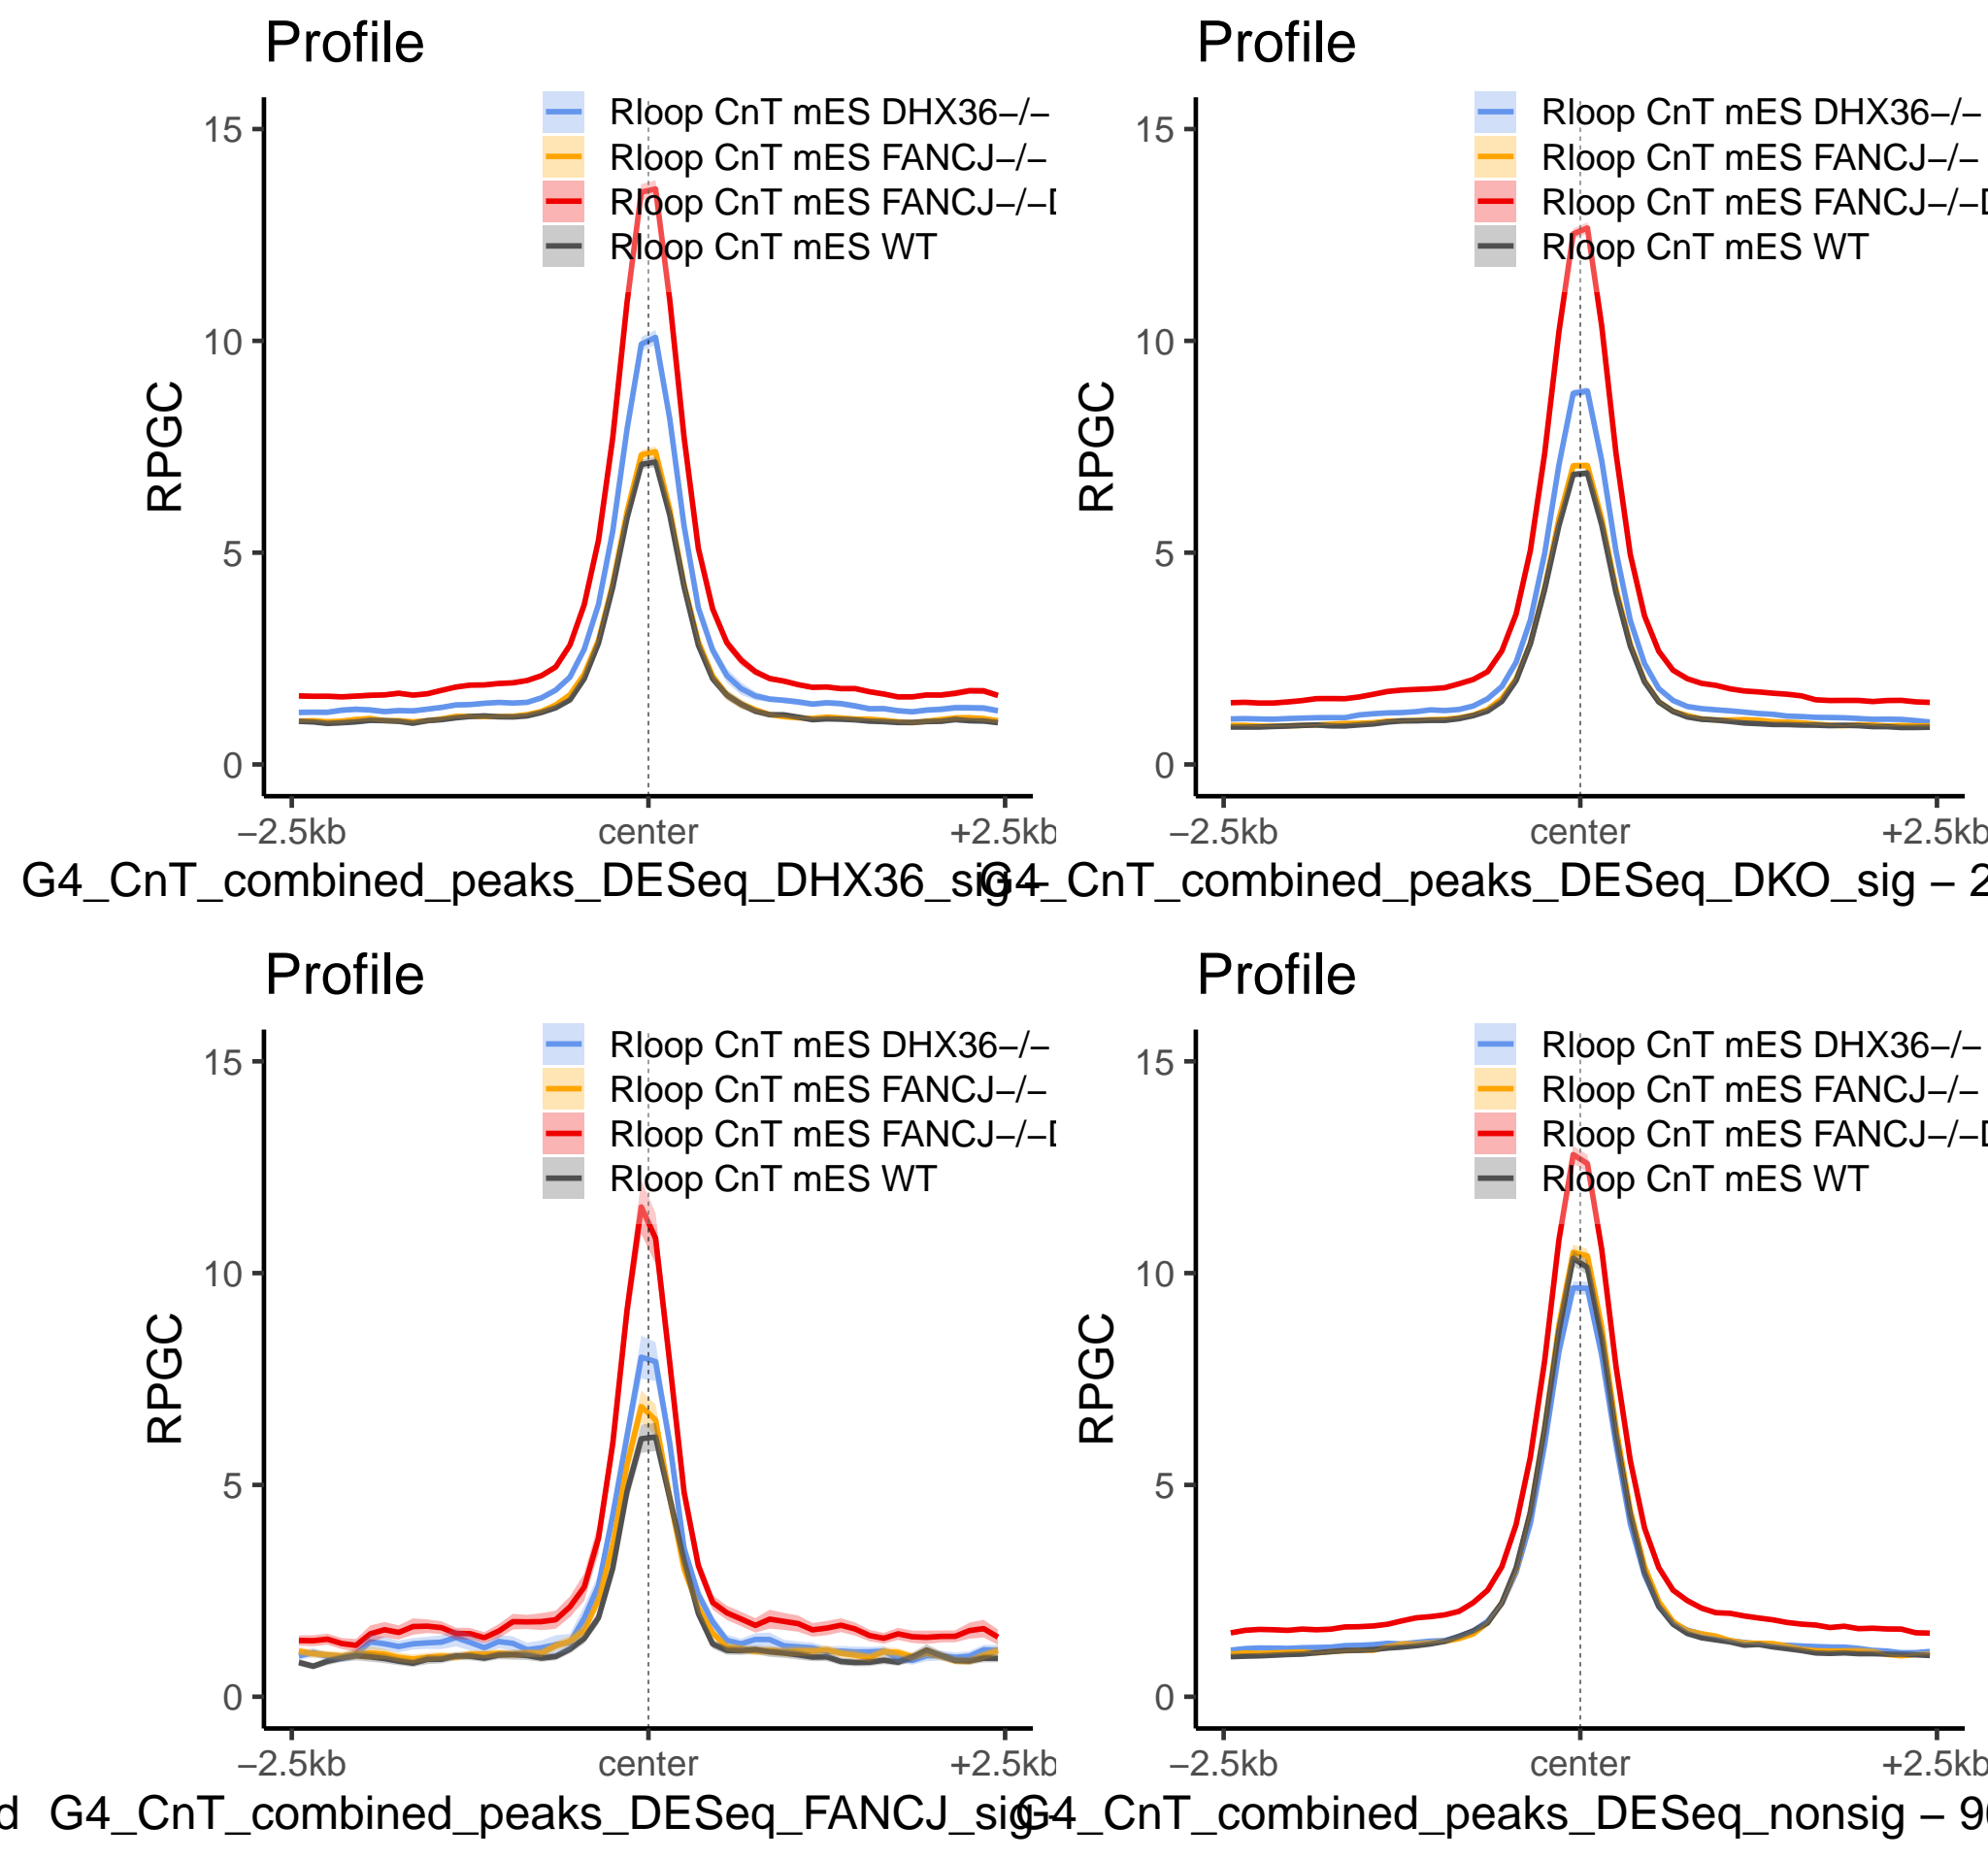 Profile
Rloop CnT mES DHX36−/−
Rloop CnT mES FANCJ−/−
Rloop CnT mES FANCJ−/−D
Rloop CnT mES WT
15
10
5
0
RPGC
−2.5kb
center
+2.5kb
G4_CnT_combined_peaks_DESeq_DHX36_sig –
Profile
Rloop CnT mES DHX36−/−
Rloop CnT mES FANCJ−/−
Rloop CnT mES FANCJ−/−D
Rloop CnT mES WT
15
10
5
0
RPGC
−2.5kb
center
+2.5kb
G4_CnT_combined_peaks_DESeq_DKO_sig – 2
Profile
Rloop CnT mES DHX36−/−
Rloop CnT mES FANCJ−/−
Rloop CnT mES FANCJ−/−D
Rloop CnT mES WT
15
10
5
0
RPGC
−2.5kb
center
+2.5kb
d G4_CnT_combined_peaks_DESeq_FANCJ_sig –
Profile
Rloop CnT mES DHX36−/−
Rloop CnT mES FANCJ−/−
Rloop CnT mES FANCJ−/−D
Rloop CnT mES WT
15
10
5
0
RPGC
−2.5kb
center
+2.5kb
G4_CnT_combined_peaks_DESeq_nonsig – 9